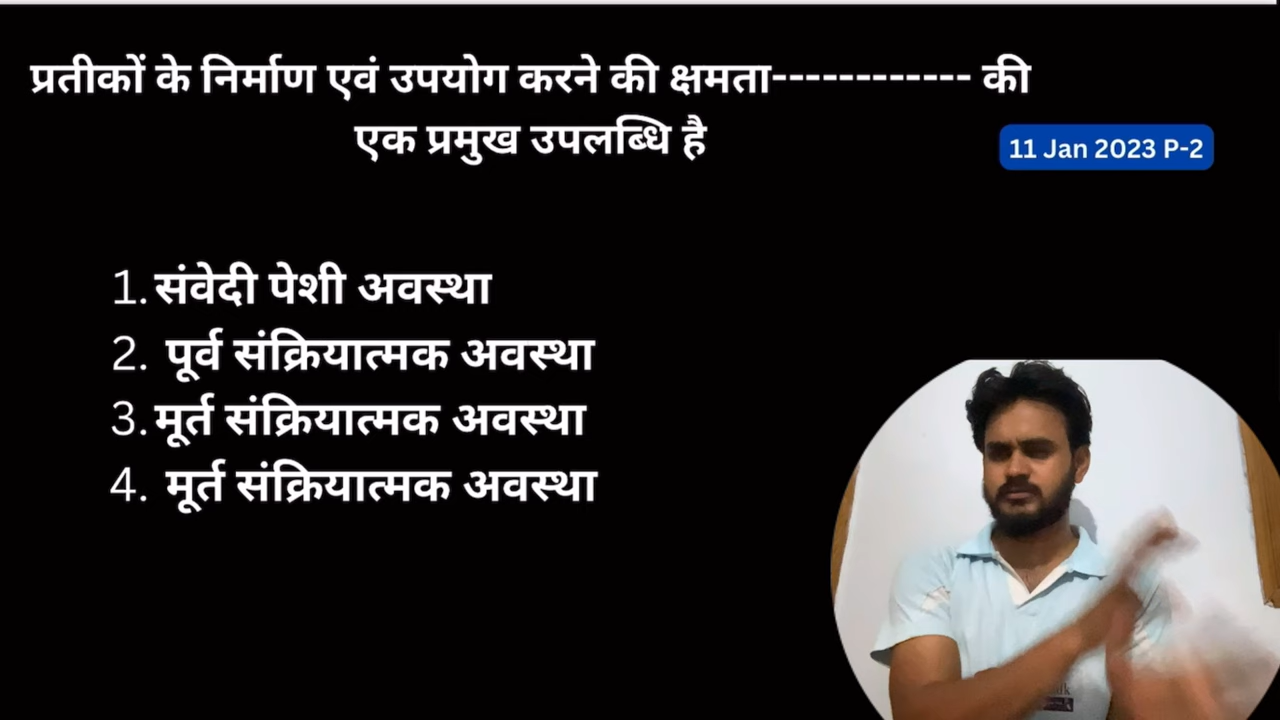 प्रतीकों के निर्माण एवं उपयोग करने की क्षमता------------ की
एक प्रमुख उपलब्धि है
11 Jan 2023 P-2
1. संवेदी पेशी अवस्था
2. पूर्व संक्रियात्मक अवस्था
3. मूर्त संक्रियात्मक अवस्था
4. मूर्त संक्रियात्मक अवस्था